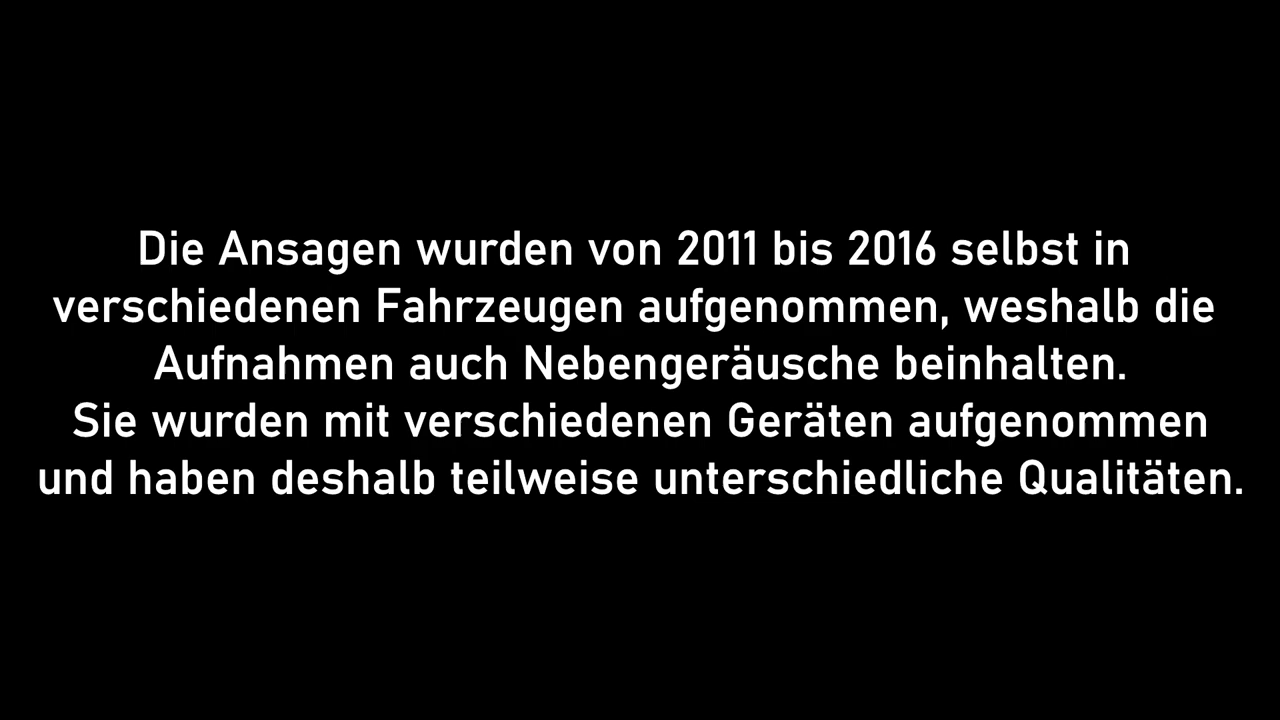 Die Ansagen wurden von 2011 bis 2016 selbst in
verschiedenen Fahrzeugen aufgenommen, weshalb die
Aufnahmen auch Nebengeräusche beinhalten.
Sie wurden mit verschiedenen Geräten aufgenommen
und haben deshalb teilweise unterschiedliche Qualitäten.